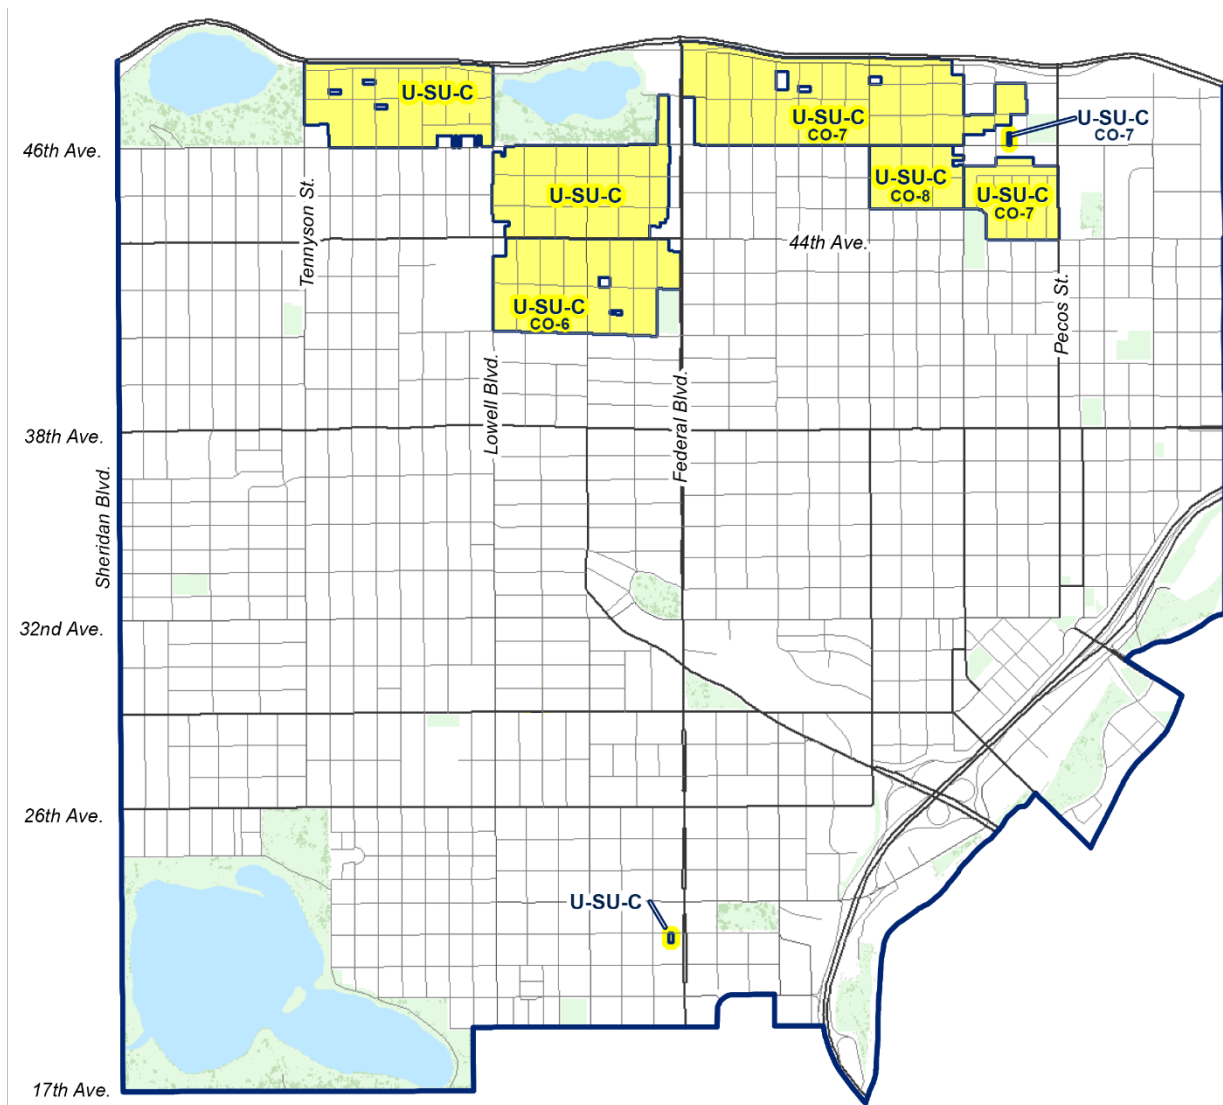 U-SU-C
U-SU-C
CO-7
U-SU-C
CO-7
46th Ave.
U-SU-C
U-SU-C
CO-8
U-SU-C
CO-7
Tennyson St.
44th Ave.
U-SU-C
CO-6
Pecos St.
Lowell Blvd.
Federal Blvd.
38th Ave.
Sheridan Blvd.
32nd Ave.
26th Ave.
U-SU-C
17th Ave.